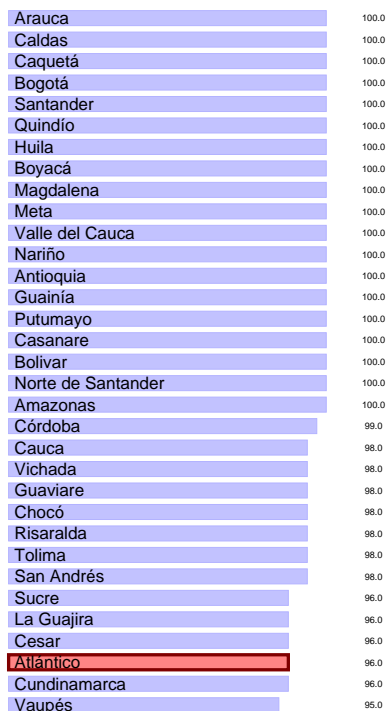 Arauca 100.0
Caldas 100.0
Caquetá 100.0
Bogotá 100.0
Santander 100.0
Quindío 100.0
Huila 100.0
Boyacá 100.0
Magdalena 100.0
Meta 100.0
Valle del Cauca 100.0
Nariño 100.0
Antioquia 100.0
Guainía 100.0
Putumayo 100.0
Casanare 100.0
Bolivar 100.0
Norte de Santander 100.0
Amazonas 100.0
Córdoba 99.0
Cauca 98.0
Vichada 98.0
Guaviare 98.0
Chocó 98.0
Risaralda 98.0
Tolima 98.0
San Andrés 98.0
Sucre 96.0
La Guajira 96.0
Cesar 96.0
Atlántico 96.0
Cundinamarca 96.0
Vaupés 95.0